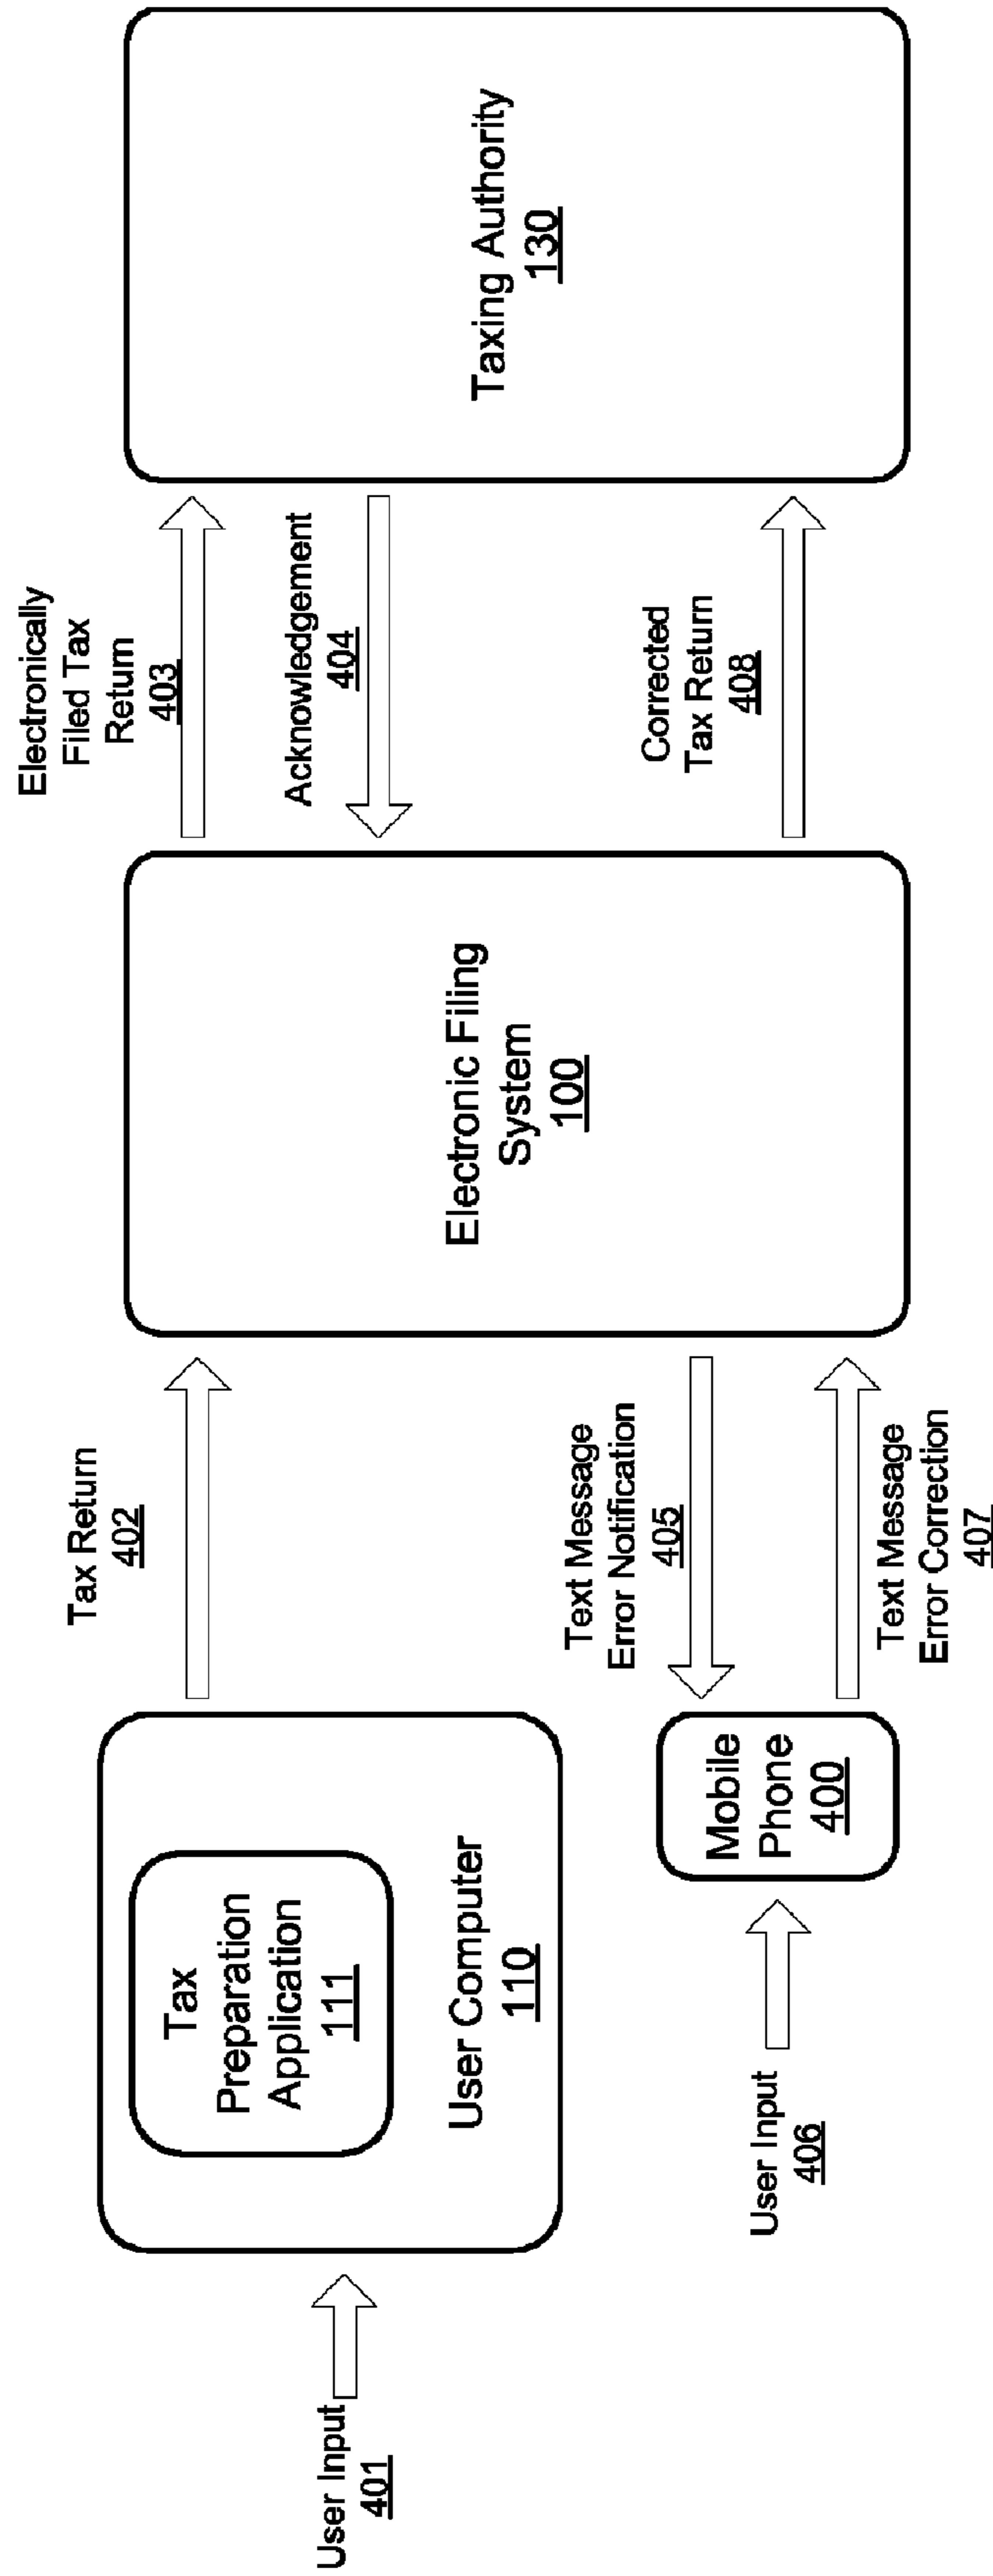 User Input
401
Tax
Preparation
Application
111
User Computer
110
Tax Return
402
Electronic Filing
System
100
Electronically
Filed Tax
Return
403
Acknowledgement
404
Taxing Authority
130
Text Message
Error Notification
405
User Input
406
Mobile
Phone
400
Text Message
Error Correction
407
Corrected
Tax Return
408